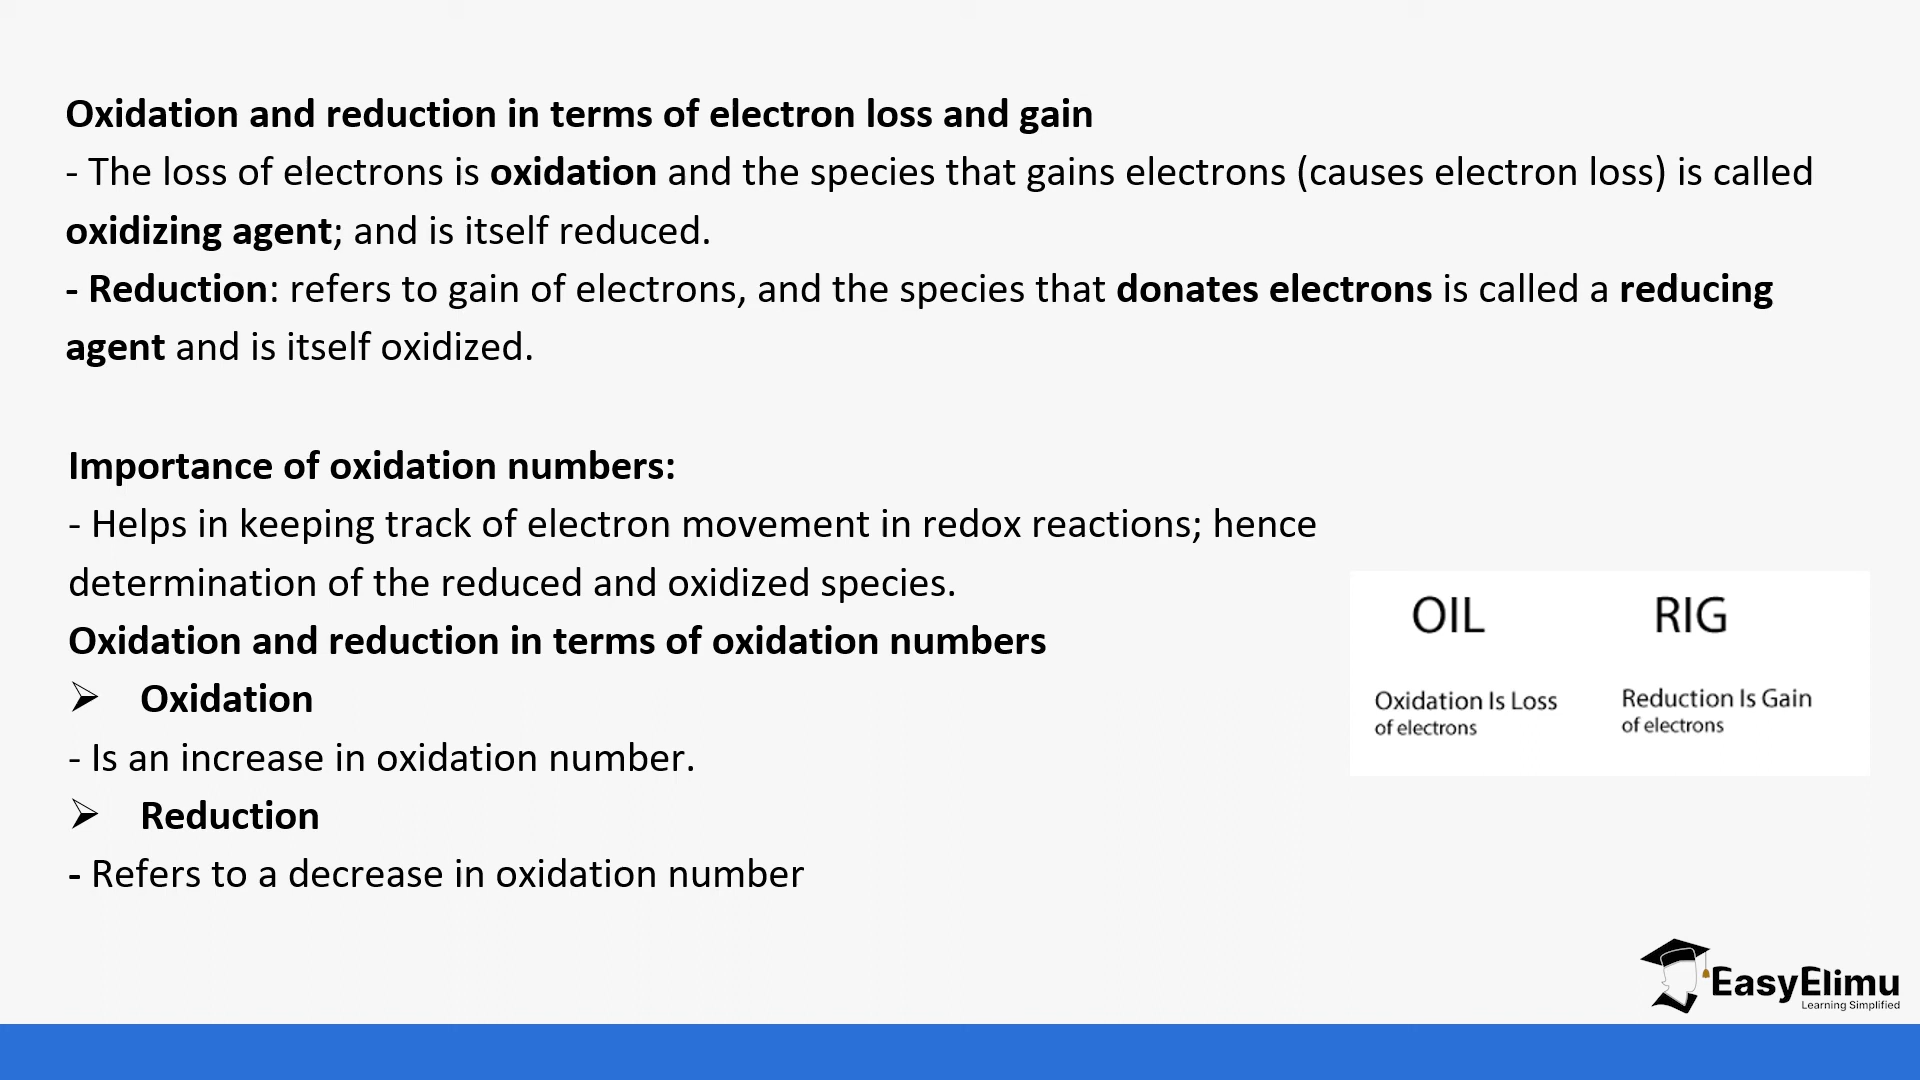 Oxidation and reduction in terms of electron loss and gain
- The loss of electrons is oxidation and the species that gains electrons (causes electron loss) is called
oxidizing agent; and is itself reduced.
- Reduction: refers to gain of electrons, and the species that donates electrons is called a reducing
agent and is itself oxidized.
Importance of oxidation numbers:
- Helps in keeping track of electron movement in redox reactions; hence
determination of the reduced and oxidized species.
Oxidation and reduction in terms of oxidation numbers
➢ Oxidation
- Is an increase in oxidation number.
➢ Reduction
- Refers to a decrease in oxidation number
OIL RIG
Oxidation Is Loss Reduction Is Gain
of electrons of electrons
EasyElimu
Learning Simplified